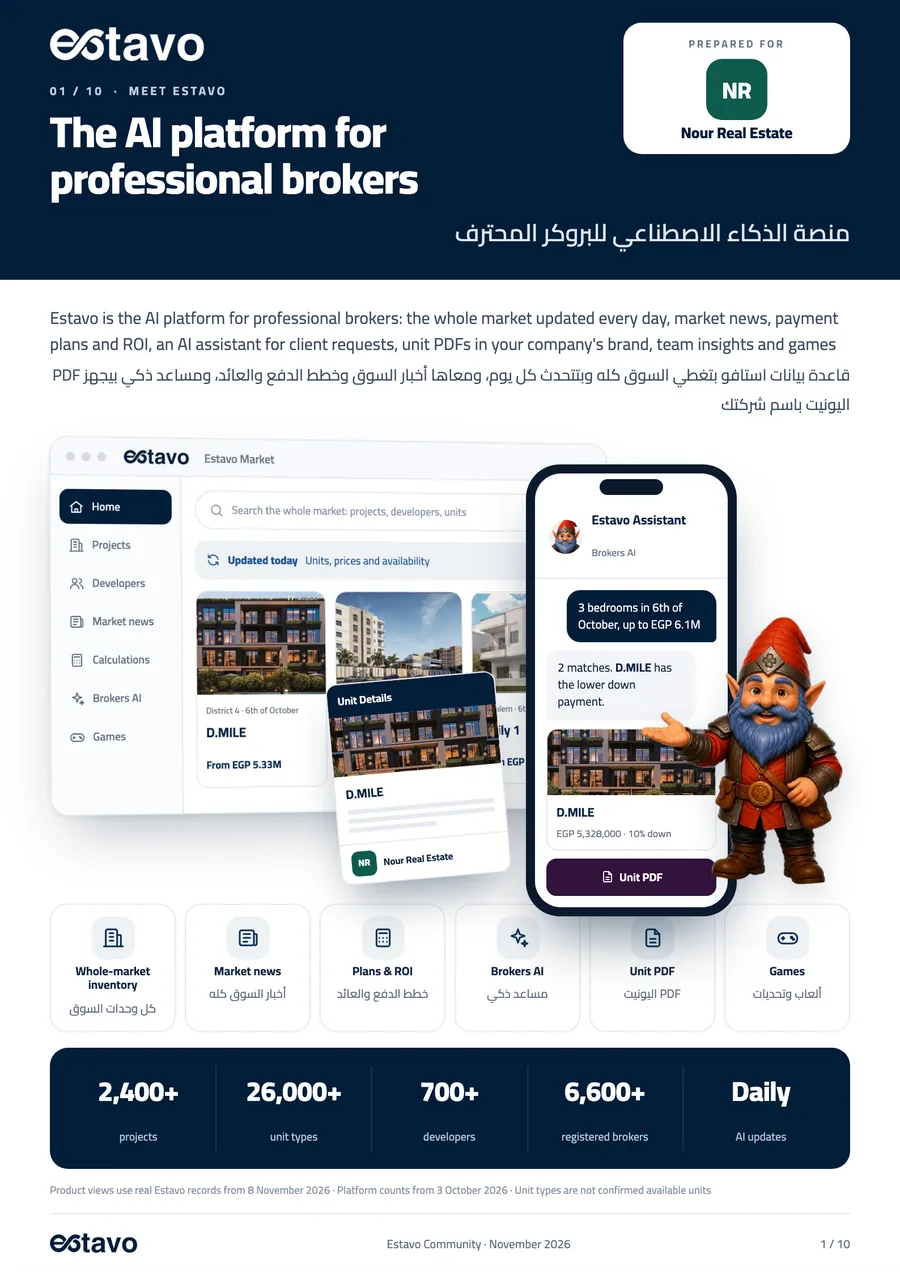 estavo
01 / 10 · MEET ESTAVO
The AI platform for
professional brokers
PREPARED FOR
NR
Nour Real Estate
منصة الذكاء الاصطناعي للبروكر المحترف
Estavo is the AI platform for professional brokers: the whole market updated every day, market news, payment
plans and ROI, an AI assistant for client requests, unit PDFs in your company's brand, team insights and games
قاعدة بيانات استافو بتغطي السوق كله وبتتحدث كل يوم، ومعاها أخبار السوق وخطط الدفع والعائد، ومساعد ذكي بيجهز PDF
اليونيت باسم شركتك
estavo
Estavo Market
Home
Projects
Developers
Market news
Calculations
Brokers AI
Games
Search the whole market: projects, developers, units
Updated today Units, prices and availability
District 4 · 6th of October
D.MILE
From EGP 5.33M
Unit Details
D.MILE
NR
Nour Real Estate
Estavo Assistant
Brokers AI
3 bedrooms in 6th of
October, up to EGP 6.1M
2 matches. D.MILE has
the lower down
payment.
D.MILE
EGP 5,328,000 · 10% down
Unit PDF
Whole-market
inventory
كل وحدات السوق
Market news
أخبار السوق كله
Plans & ROI
خطط الدفع والعائد
Brokers AI
مساعد ذكي
Unit PDF
PDF اليونيت
Games
ألعاب وتحديات
2,400+
projects
26,000+
unit types
700+
developers
6,600+
registered brokers
Daily
AI updates
Product views use real Estavo records from 8 November 2026 · Platform counts from 3 October 2026 · Unit types are not confirmed available units
estavo
Estavo Community · November 2026
1 / 10